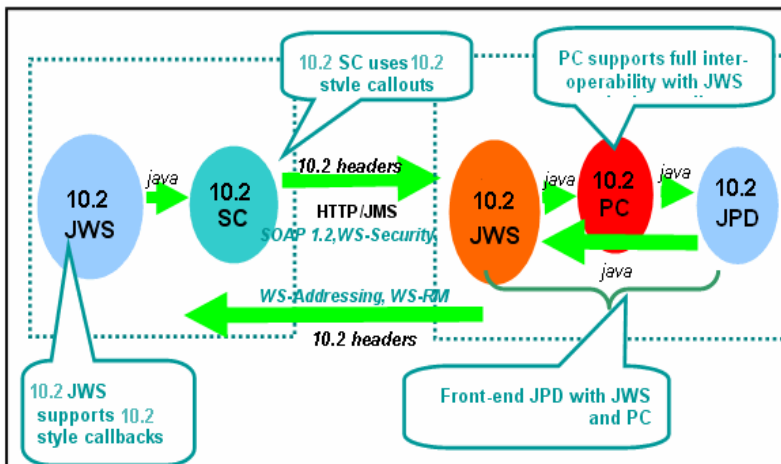 10.2 SC uses 10.2
style callouts
PC supports full inter-
operability with JWS
10.2
JWS
java
10.2
SC
10.2 headers
HTTP/JMS
SOAP 1.2,WS-Security,
WS-Addressing, WS-RM
10.2 headers
10.2
JWS
java
10.2
PC
java
10.2
JPD
java
10.2 JWS
supports 10.2
style callbacks
Front-end JPD with JWS
and PC